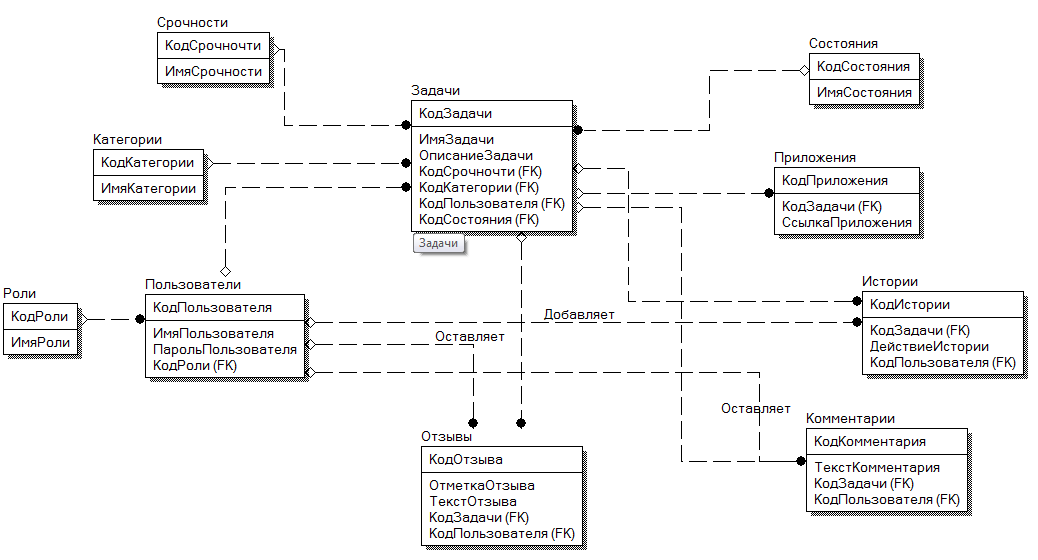 Срочности
КодСрочночти
ИмяСрочности
Состояния
КодСостояния
ИмяСостояния
Задачи
КодЗадачи
ИмяЗадачи
ОписаниеЗадачи
КодСрочности (FK)
КодКатегории (FK)
КодПользователя (FK)
КодСостояния (FK)
Задачи
Категории
КодКатегории
ИмяКатегории
Приложения
КодПриложения
КодЗадачи (FK)
СсылкаПриложения
Роли
КодРоли
ИмяРоли
Пользователи
КодПользователя
ИмяПользователя
ПарольПользователя
КодРоли (FK)
Добавляет
Оставляет
Оставляет
Истории
КодИстории
КодЗадачи (FK)
ДействиеИстории
КодПользователя (FK)
Отзывы
КодОтзыва
ОтметкаОтзыва
ТекстОтзыва
КодЗадачи (FK)
КодПользователя (FK)
Комментарии
КодКомментария
ТекстКомментария
КодЗадачи (FK)
КодПользователя (FK)